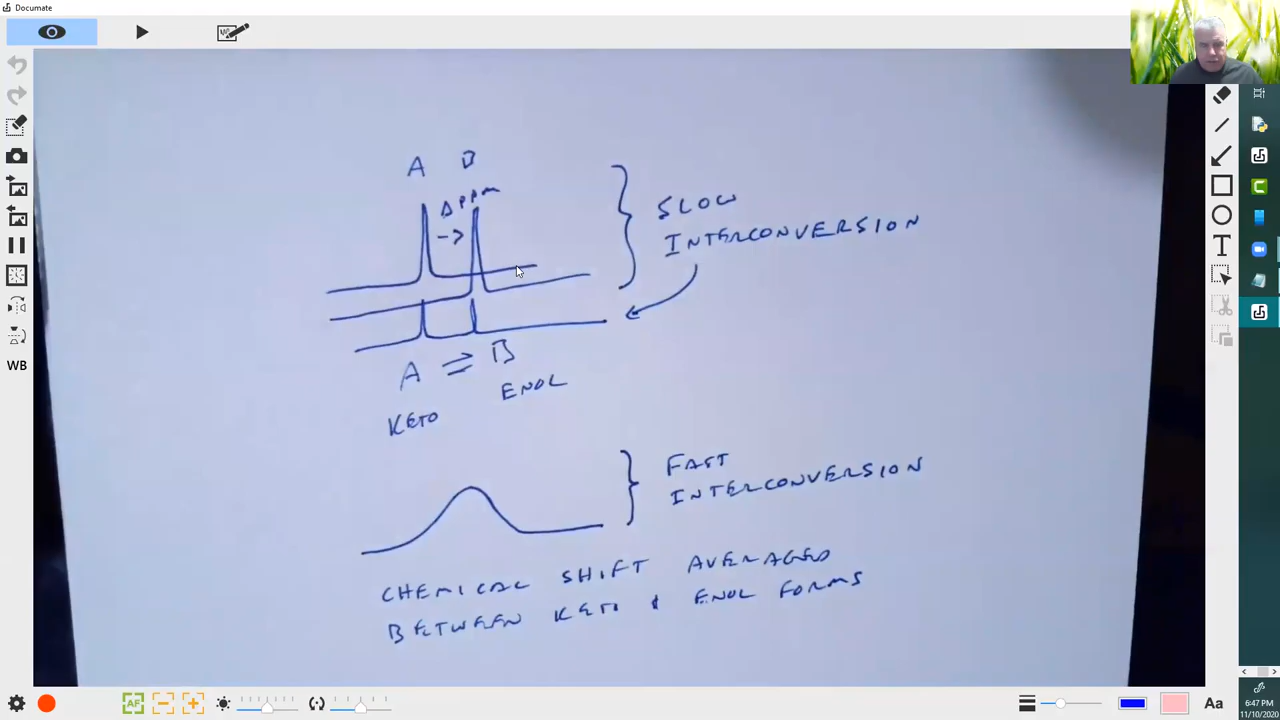 Documate
A B
Δ PPM
->
SLOW
INTERCONVERSION
A ⇌ B
KETO ENOL
FAST
INTERCONVERSION
CHEMICAL SHIFT AVERAGED
BETWEEN KETO & ENOL FORMS
WB
T
AF
Aa
6:47 PM
11/10/2020